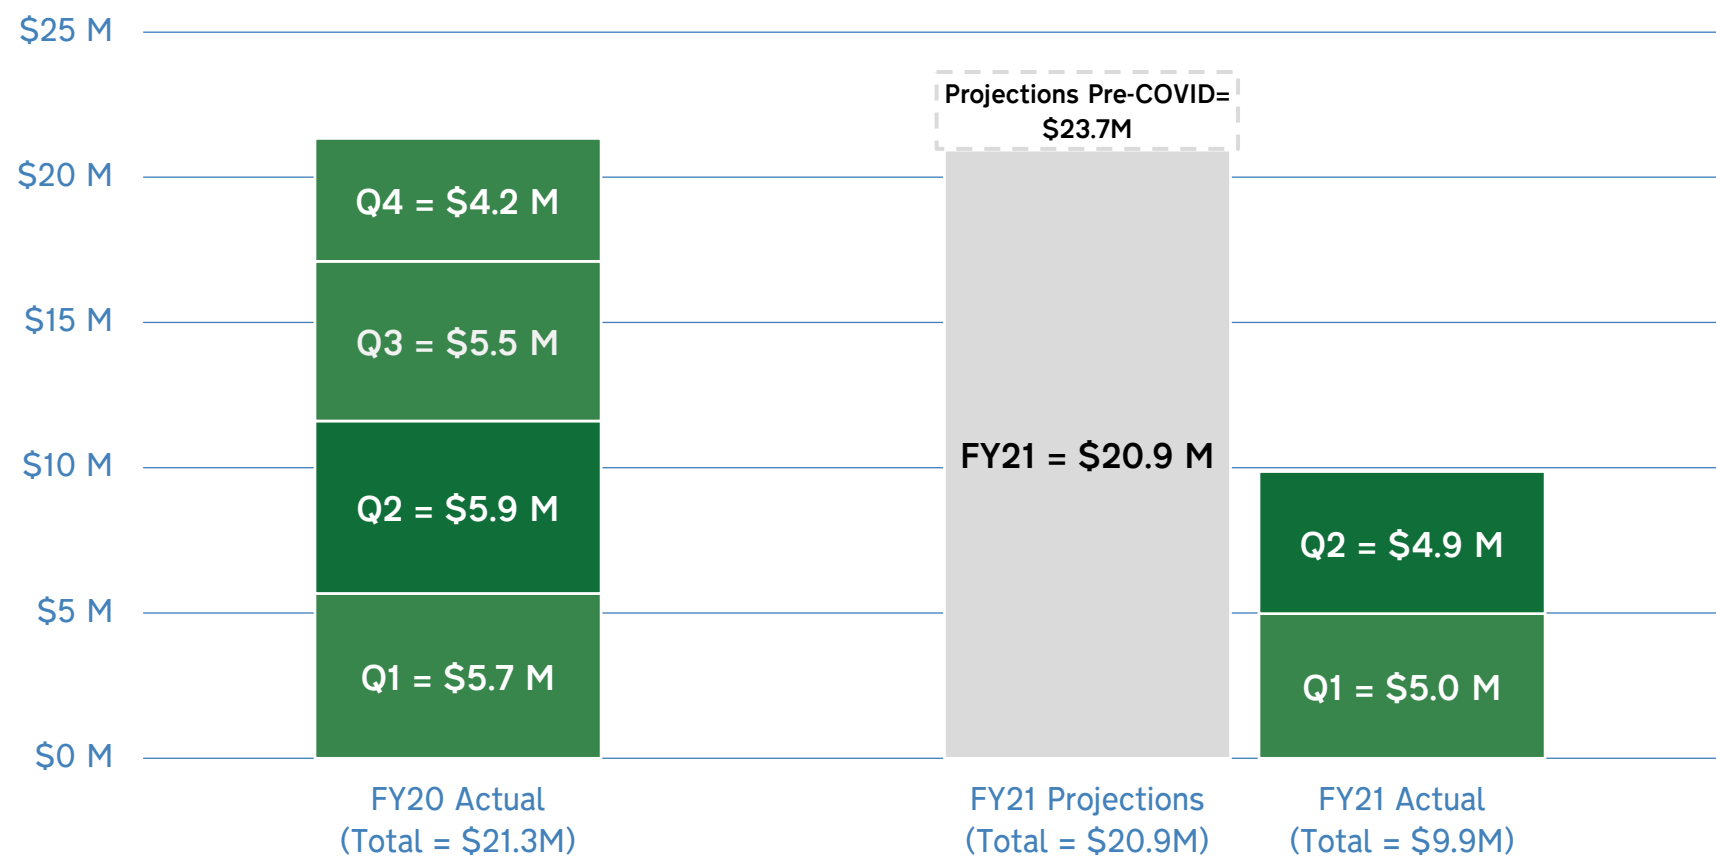 $25 M
$20 M
$15 M
$10 M
$5 M
$0 M
Q4 = $4.2 M
Q3 = $5.5 M
Q2 = $5.9 M
Q1 = $5.7 M
Projections Pre-COVID=
$23.7M
FY21 = $20.9 M
Q2 = $4.9 M
Q1 = $5.0 M
FY20 Actual
(Total = $21.3M)
FY21 Projections
(Total = $20.9M)
FY21 Actual
(Total = $9.9M)